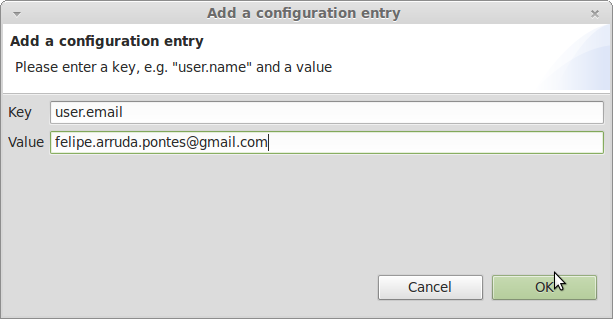 Add a configuration entry
Add a configuration entry
Please enter a key, e.g. "user.name" and a value
Key user.email
Value felipe.arruda.pontes@gmail.com
Cancel OK